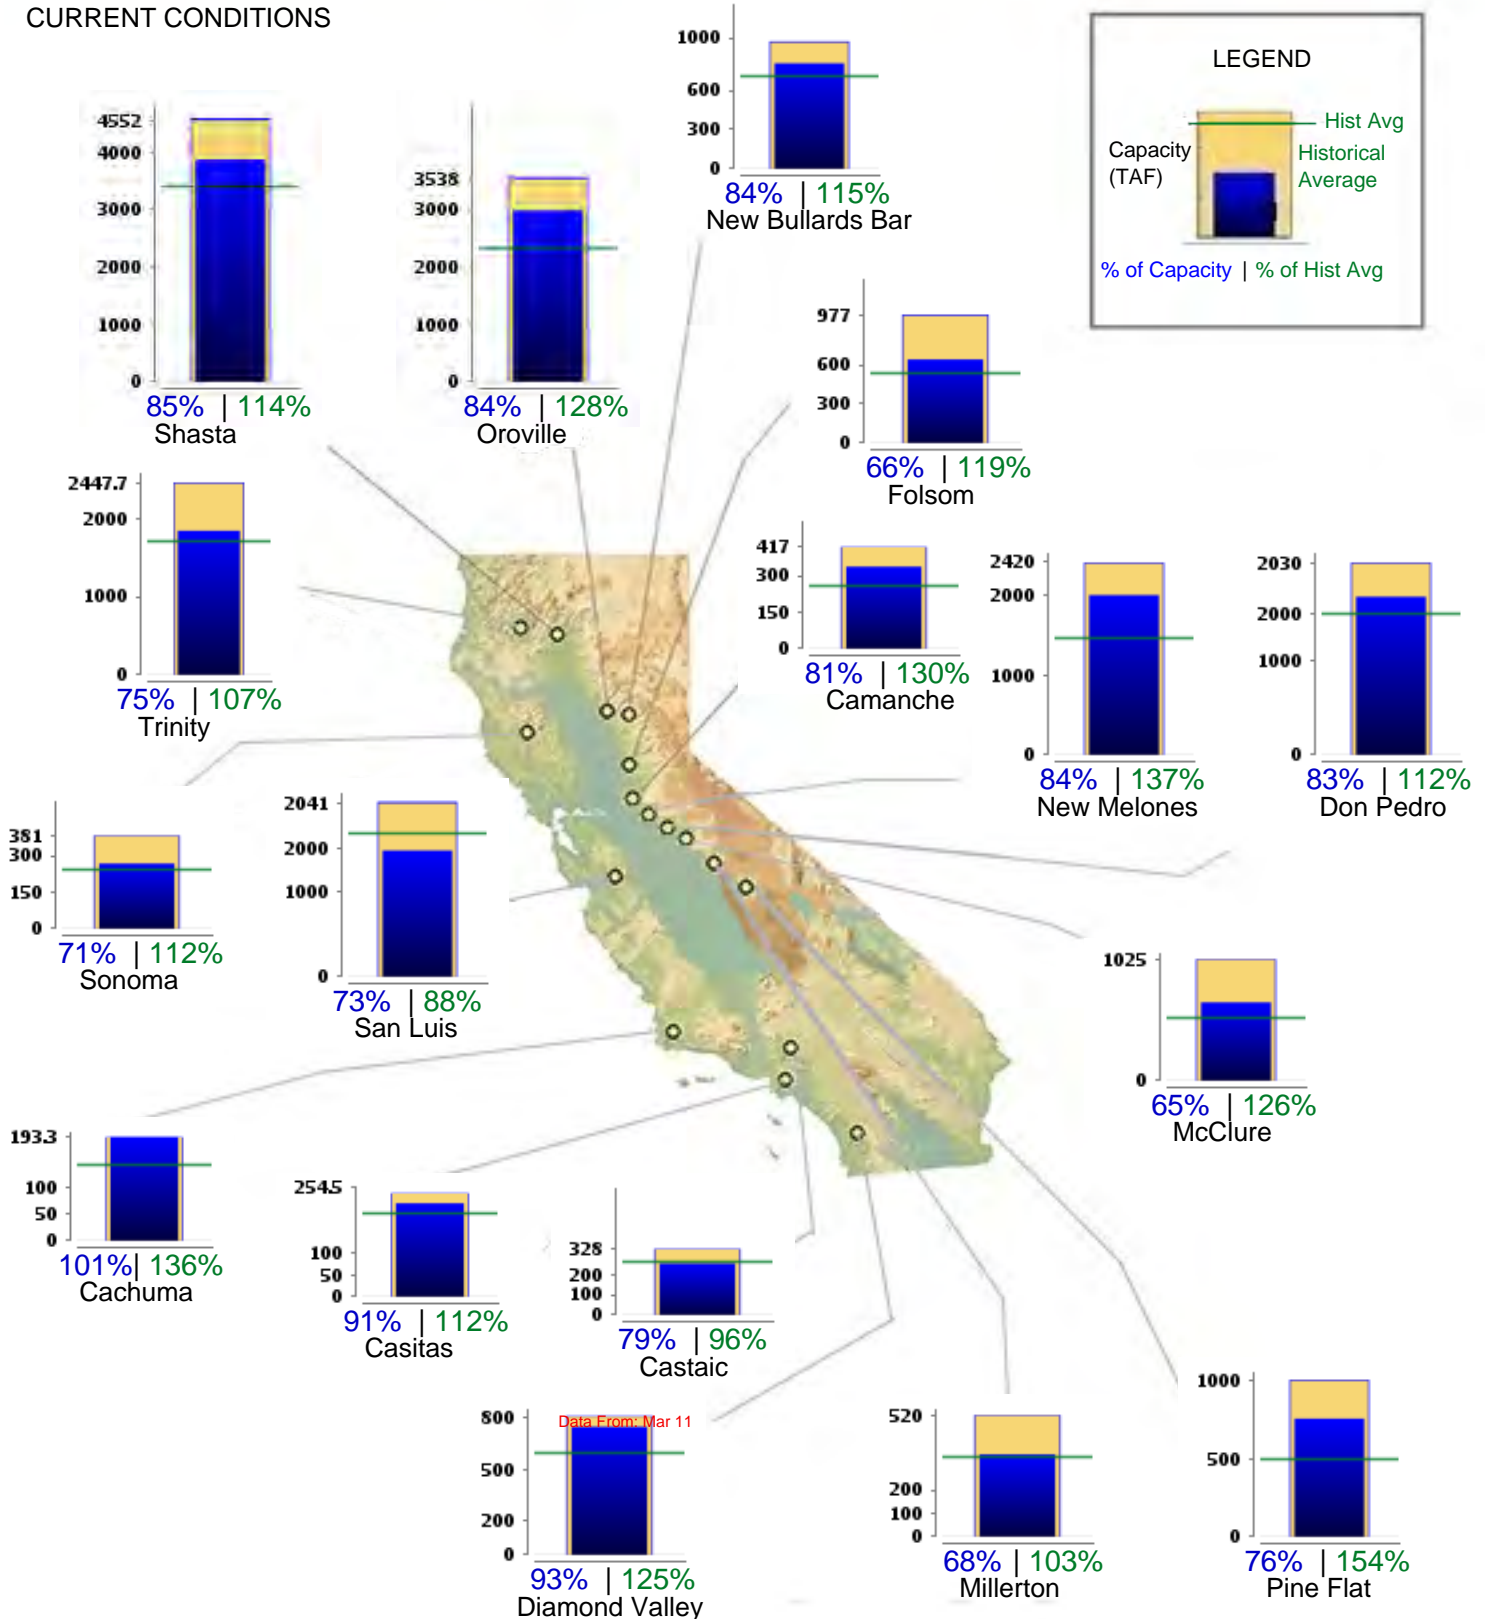 CURRENT CONDITIONS
1000
600
300
0
84% | 115%
New Bullards Bar
LEGEND
Hist Avg
Capacity
(TAF)
Historical
Average
% of Capacity | % of Hist Avg
4552
4000
3000
2000
1000
0
85% | 114%
Shasta
3538
3000
2000
1000
0
84% | 128%
Oroville
977
600
300
0
66% | 119%
Folsom
2447.7
2000
1000
0
75% | 107%
Trinity
417
300
150
0
81% | 130%
Camanche
2420
2000
1000
0
84% | 137%
New Melones
2030
2000
1000
0
83% | 112%
Don Pedro
381
300
150
0
71% | 112%
Sonoma
2041
2000
1000
0
73% | 88%
San Luis
1025
0
65% | 126%
McClure
193.3
100
50
0
101%| 136%
Cachuma
254.5
100
50
0
91% | 112%
Casitas
328
200
100
0
79% | 96%
Castaic
800
500
200
0
Data From: Mar 11
93% | 125%
Diamond Valley
520
200
100
0
68% | 103%
Millerton
1000
500
0
76% | 154%
Pine Flat